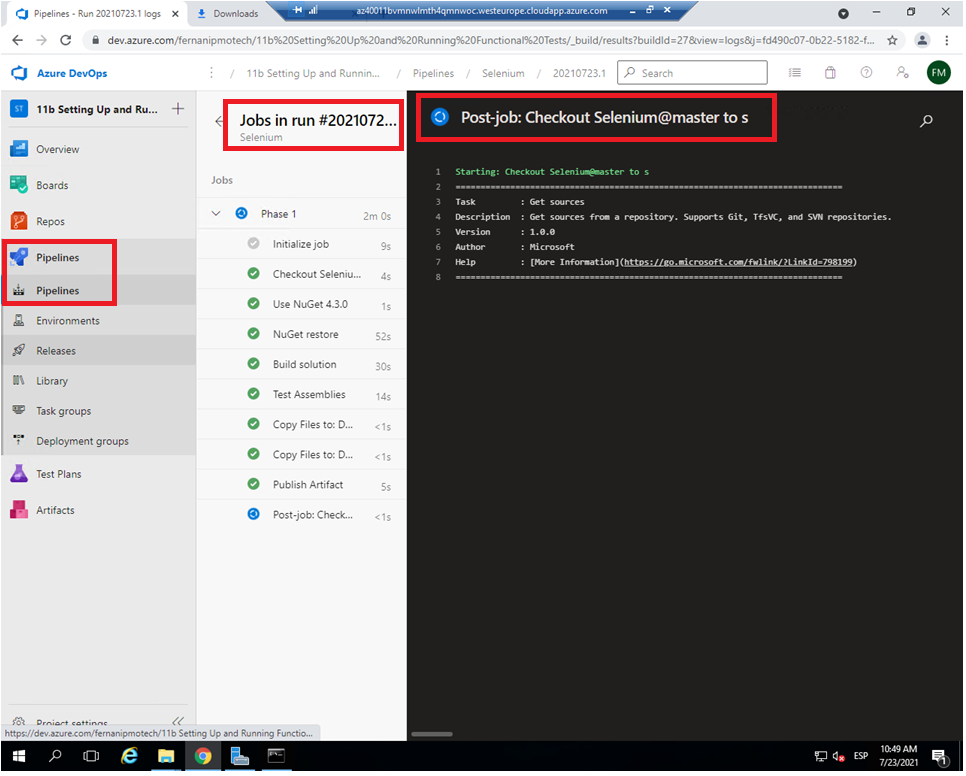 Pipelines - Run 20210723.1 logs
Downloads
az40011bvmnwlmth4qmnwoc.westeurope.cloudapp.azure.com
dev.azure.com/fernanipmotech/11b%20Setting%20Up%20and%20Running%20Functional%20Tests/_build/results?buildId=27&view=logs&j=fd490c07-0b22-5182-f...
Azure DevOps
/ 11b Setting Up and Runnin... / Pipelines / Selenium / 20210723.1
Search
FM
ST 11b Setting Up and Ru...
Overview
Boards
Repos
Pipelines
Pipelines
Environments
Releases
Library
Task groups
Deployment groups
Test Plans
Artifacts
Project settings
https://dev.azure.com/fernanipmotech/11b Setting Up and Running Functio...
Jobs in run #2021072...
Selenium
Jobs
Phase 1 2m 0s
Initialize job 9s
Checkout Seleniu... 4s
Use NuGet 4.3.0 1s
NuGet restore 52s
Build solution 30s
Test Assemblies 14s
Copy Files to: D... <1s
Copy Files to: D... <1s
Publish Artifact 5s
Post-job: Check... <1s
Post-job: Checkout Selenium@master to s
1 Starting: Checkout Selenium@master to s
2 ==============================================================================
3 Task : Get sources
4 Description : Get sources from a repository. Supports Git, TfsVC, and SVN repositories.
5 Version : 1.0.0
6 Author : Microsoft
7 Help : [More Information](https://go.microsoft.com/fwlink/?LinkId=798199)
8 ==============================================================================
ESP
10:49 AM
7/23/2021
1